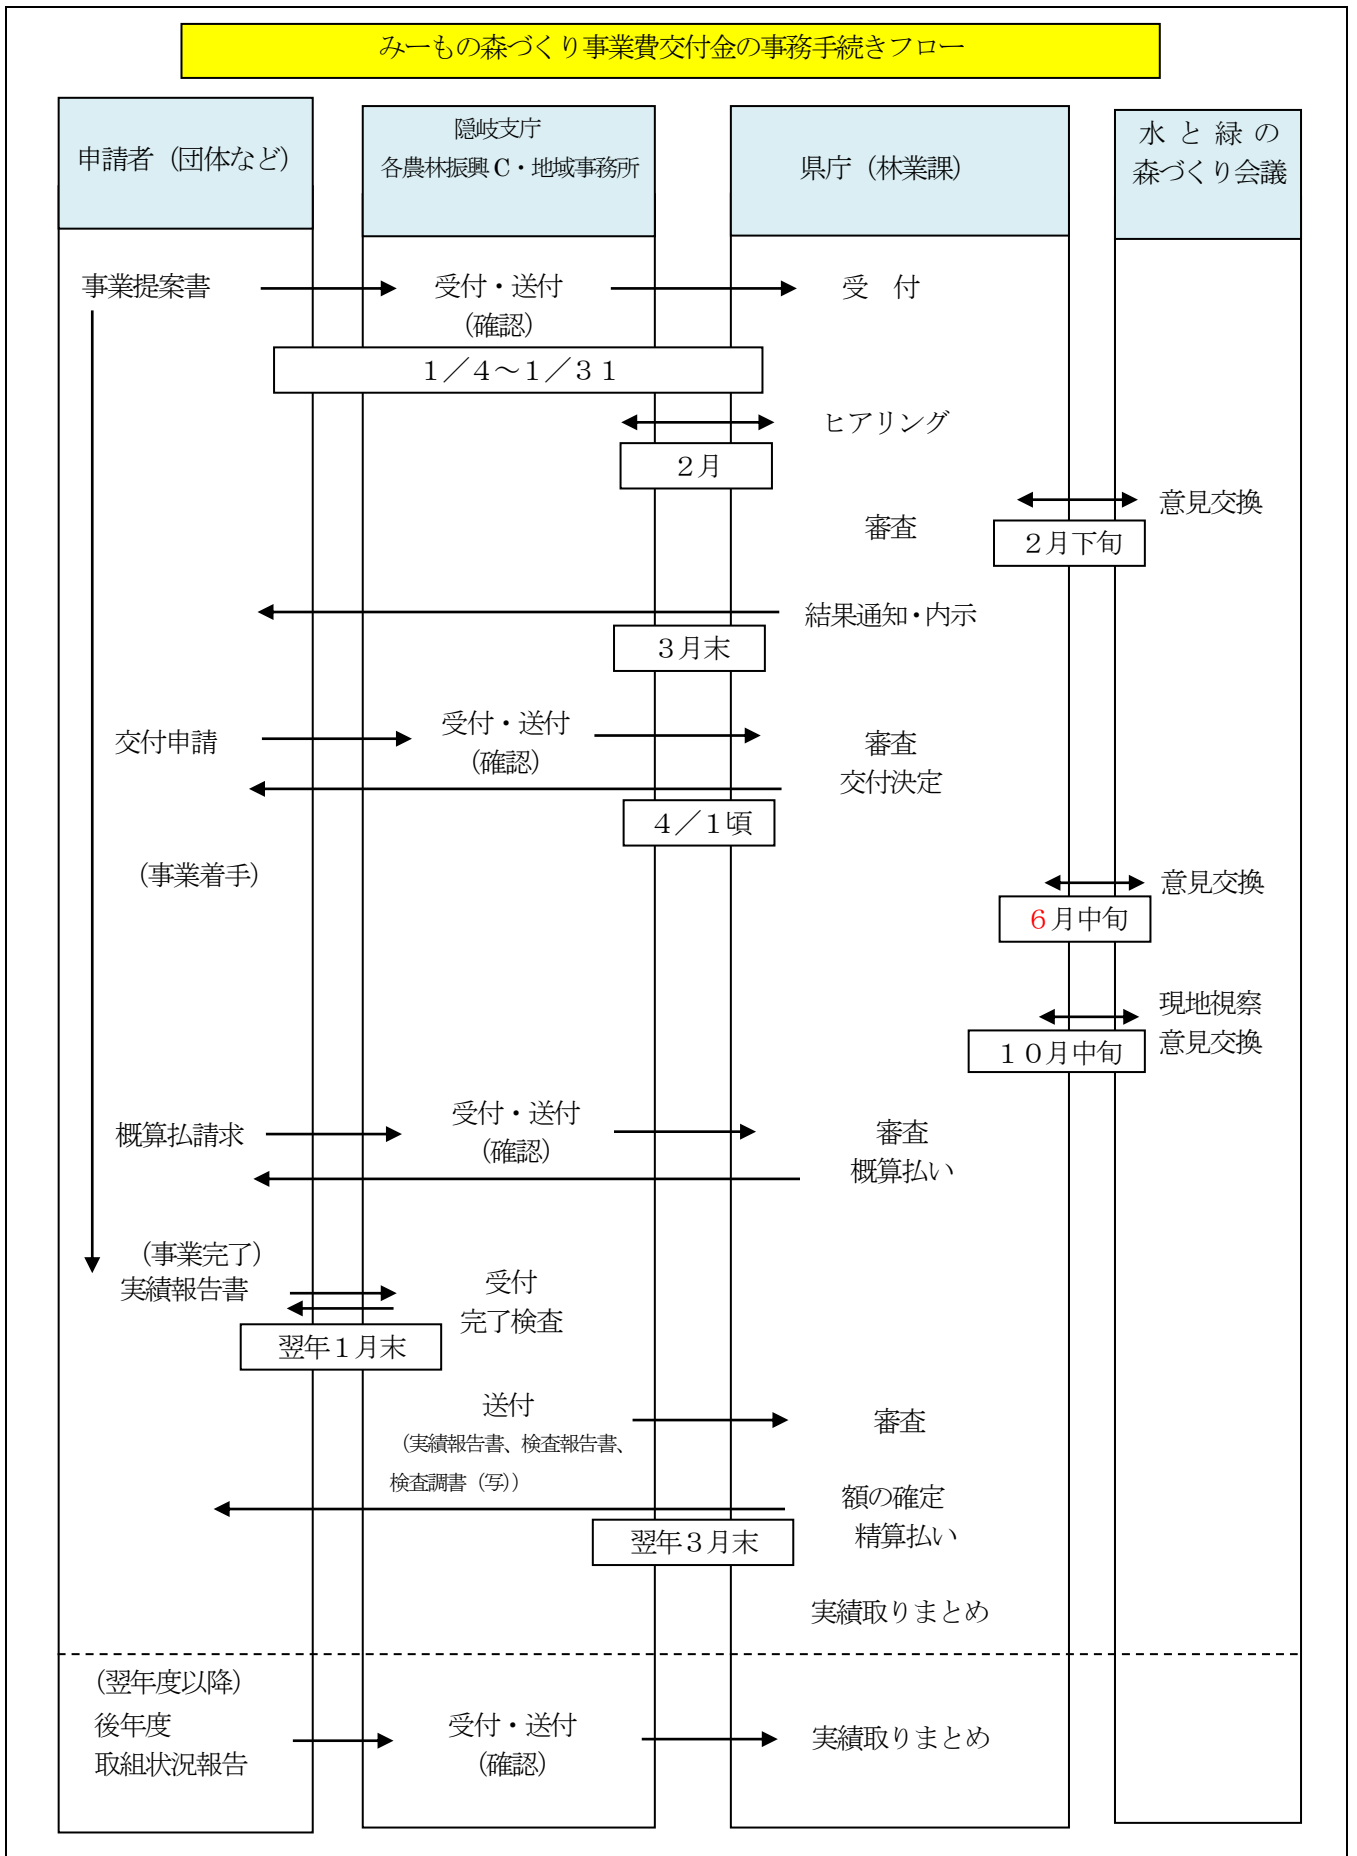 みーもの森づくり事業費交付金の事務手続きフロー
申請者（団体など）
隠岐支庁
各農林振興C・地域事務所
県庁（林業課）
水と緑の
森づくり会議
事業提案書
受付・送付
（確認）
受　付
１／４～１／３１
ヒアリング
２月
意見交換
審査
２月下旬
結果通知・内示
３月末
交付申請
受付・送付
（確認）
審査
交付決定
４／１頃
（事業着手）
意見交換
６月中旬
現地視察
意見交換
１０月中旬
概算払請求
受付・送付
（確認）
審査
概算払い
（事業完了）
実績報告書
受付
完了検査
翌年１月末
送付
（実績報告書、検査報告書、
検査調書（写））
審査
額の確定
精算払い
翌年３月末
実績取りまとめ
（翌年度以降）
後年度
取組状況報告
受付・送付
（確認）
実績取りまとめ